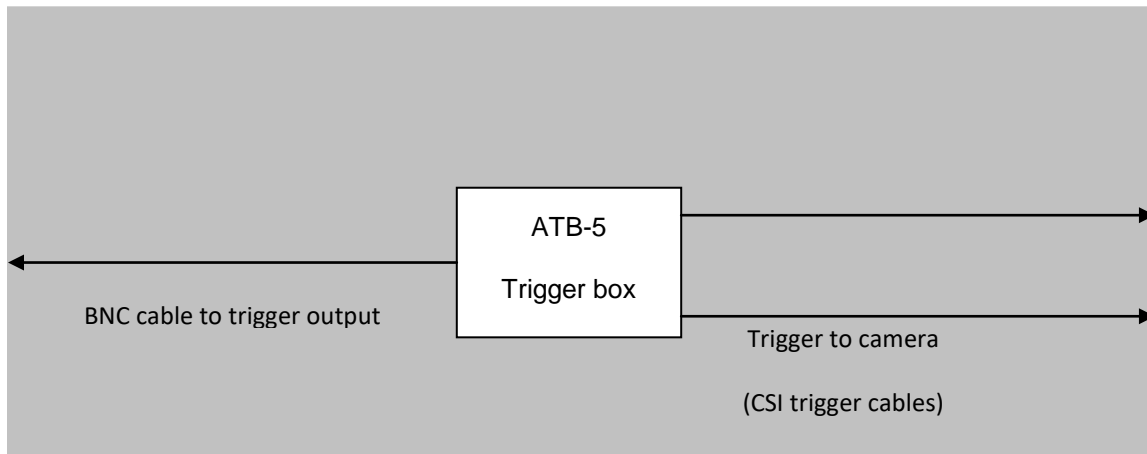 ATB-5
Trigger box
BNC cable to trigger output
Trigger to camera
(CSI trigger cables)